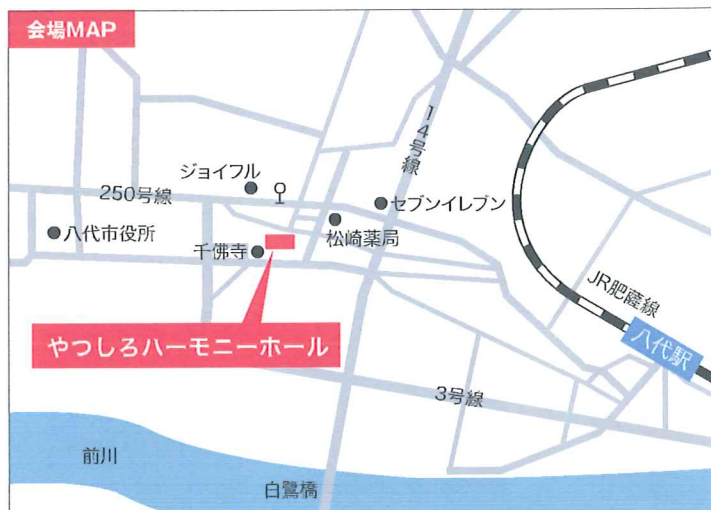 会場MAP
14号線
ジョイフル
250号線
セブンイレブン
八代市役所
松崎薬局
千佛寺
JR肥薩線
やつしろハーモニーホール
八代駅
3号線
前川
白鷺橋